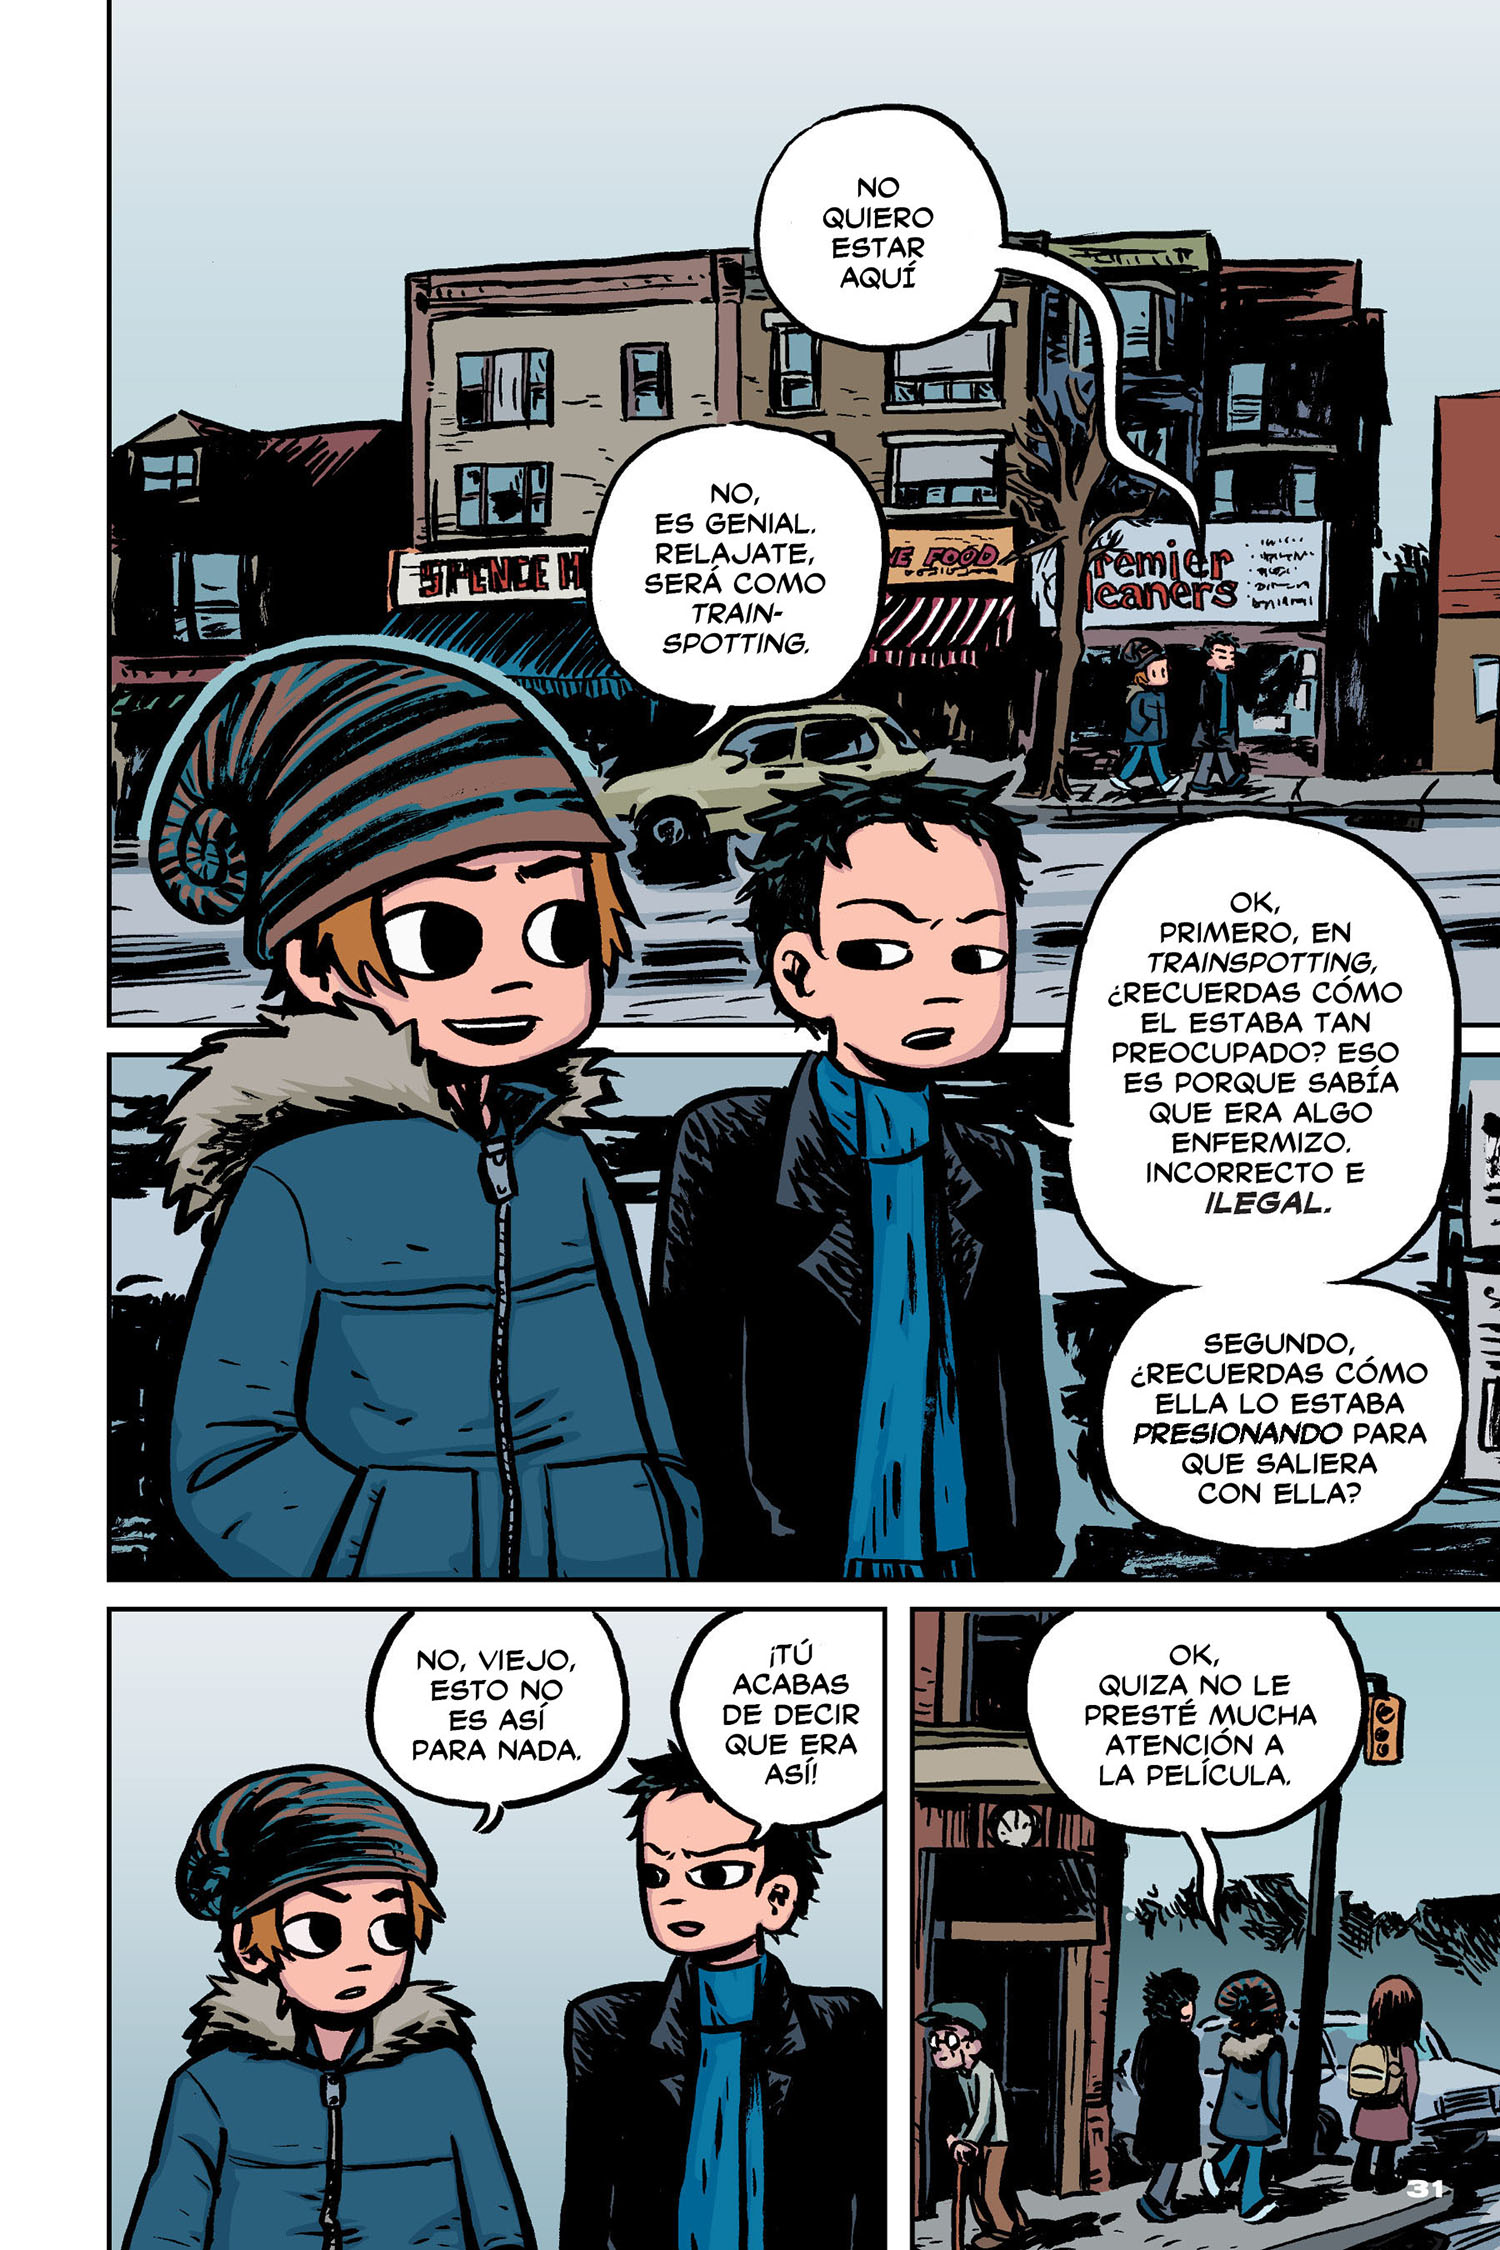 NO
QUIERO
ESTAR
AQUÍ
NO,
ES GENIAL.
RELAJATE,
SERÁ COMO
TRAIN-
SPOTTING.
SPENCE
FOOD
Premier
Cleaners
OK,
PRIMERO, EN
TRAINSPOTTING,
¿RECUERDAS CÓMO
EL ESTABA TAN
PREOCUPADO? ESO
ES PORQUE SABÍA
QUE ERA ALGO
ENFERMIZO.
INCORRECTO E
ILEGAL.
SEGUNDO,
¿RECUERDAS CÓMO
ELLA LO ESTABA
PRESIONANDO PARA
QUE SALIERA
CON ELLA?
NO, VIEJO,
ESTO NO
ES ASÍ
PARA NADA.
¡TÚ
ACABAS
DE DECIR
QUE ERA
ASÍ!
OK,
QUIZA NO LE
PRESTÉ MUCHA
ATENCIÓN A
LA PELÍCULA.
31